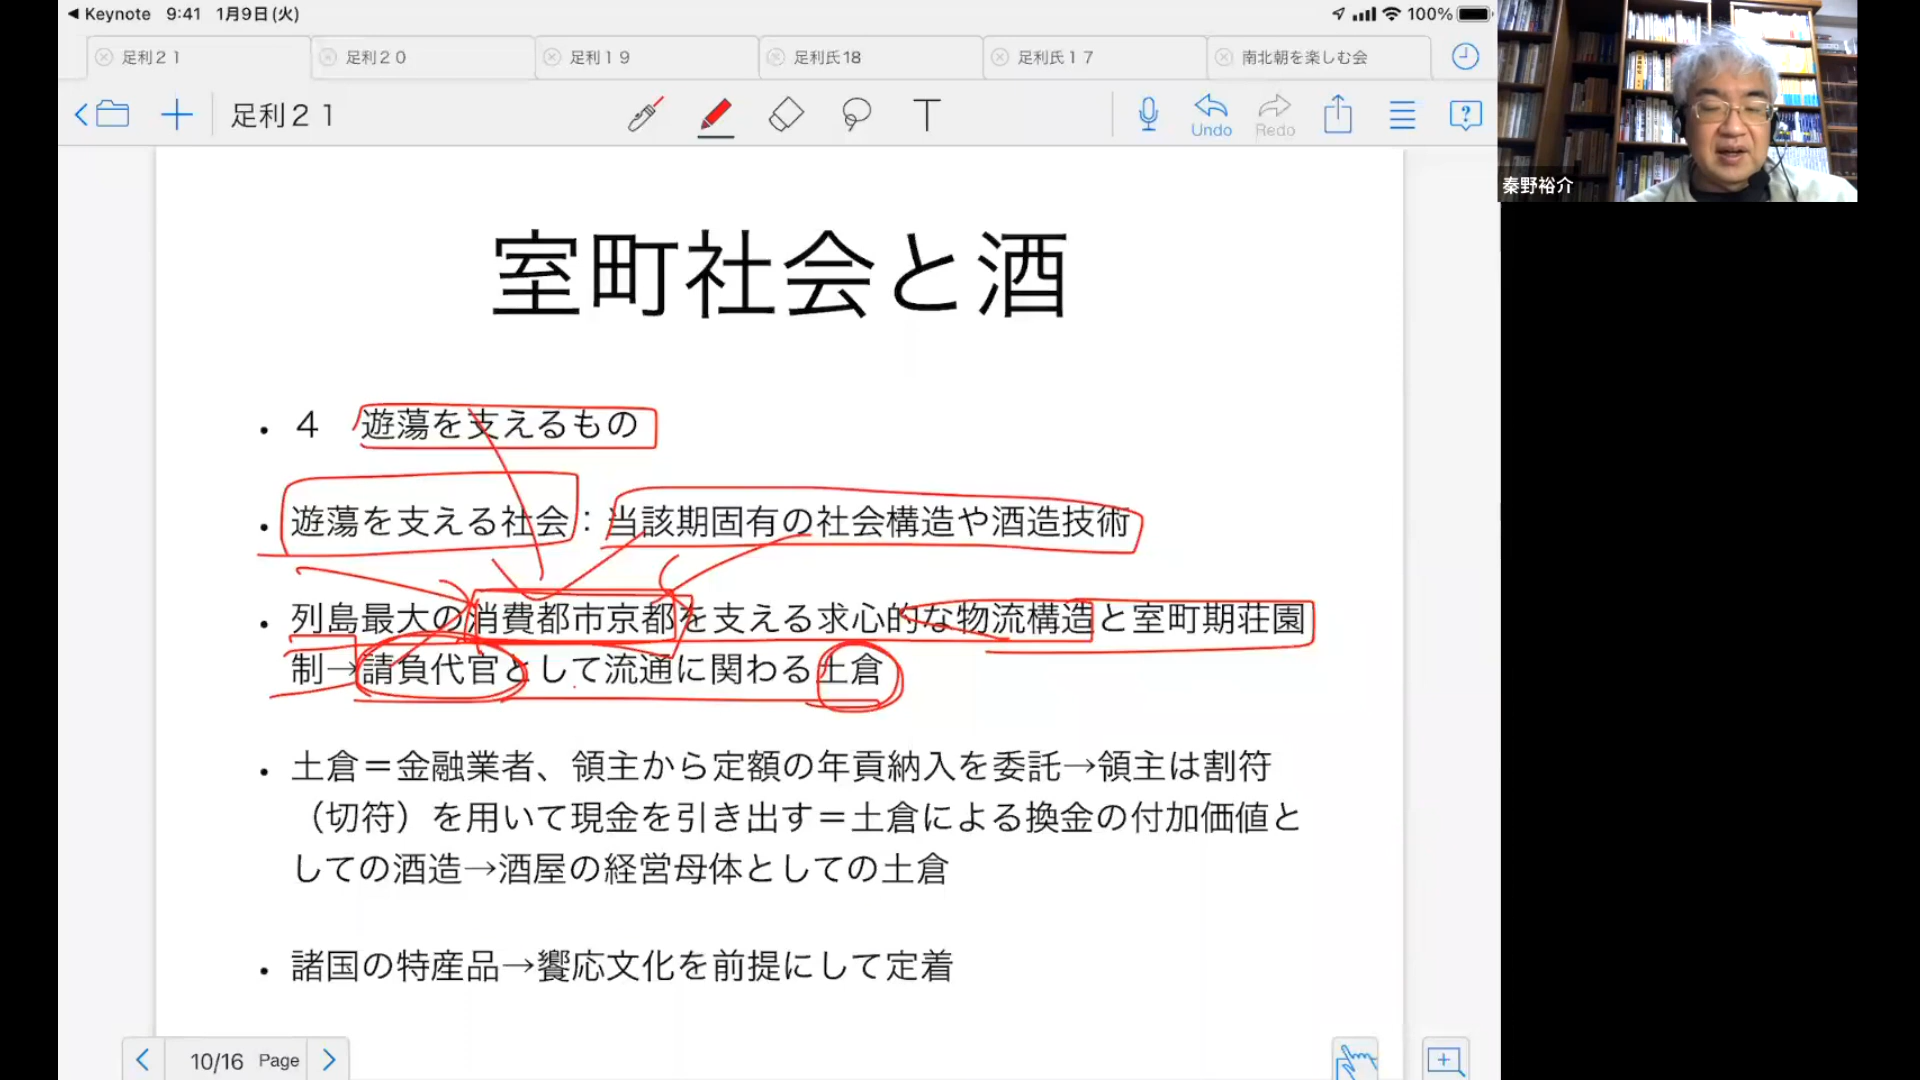 Keynote 9:41 1月9日(火) 100%
足利21 足利20 足利19 足利氏18 足利氏17 南北朝を楽しむ会
足利21 T Undo Redo
秦野裕介
室町社会と酒
• 4 遊蕩を支えるもの
• 遊蕩を支える社会：当該期固有の社会構造や酒造技術
• 列島最大の消費都市京都を支える求心的な物流構造と室町期荘園
制→請負代官として流通に関わる土倉
• 土倉＝金融業者、領主から定額の年貢納入を委託→領主は割符
（切符）を用いて現金を引き出す＝土倉による換金の付加価値と
しての酒造→酒屋の経営母体としての土倉
• 諸国の特産品→饗応文化を前提にして定着
10/16 Page